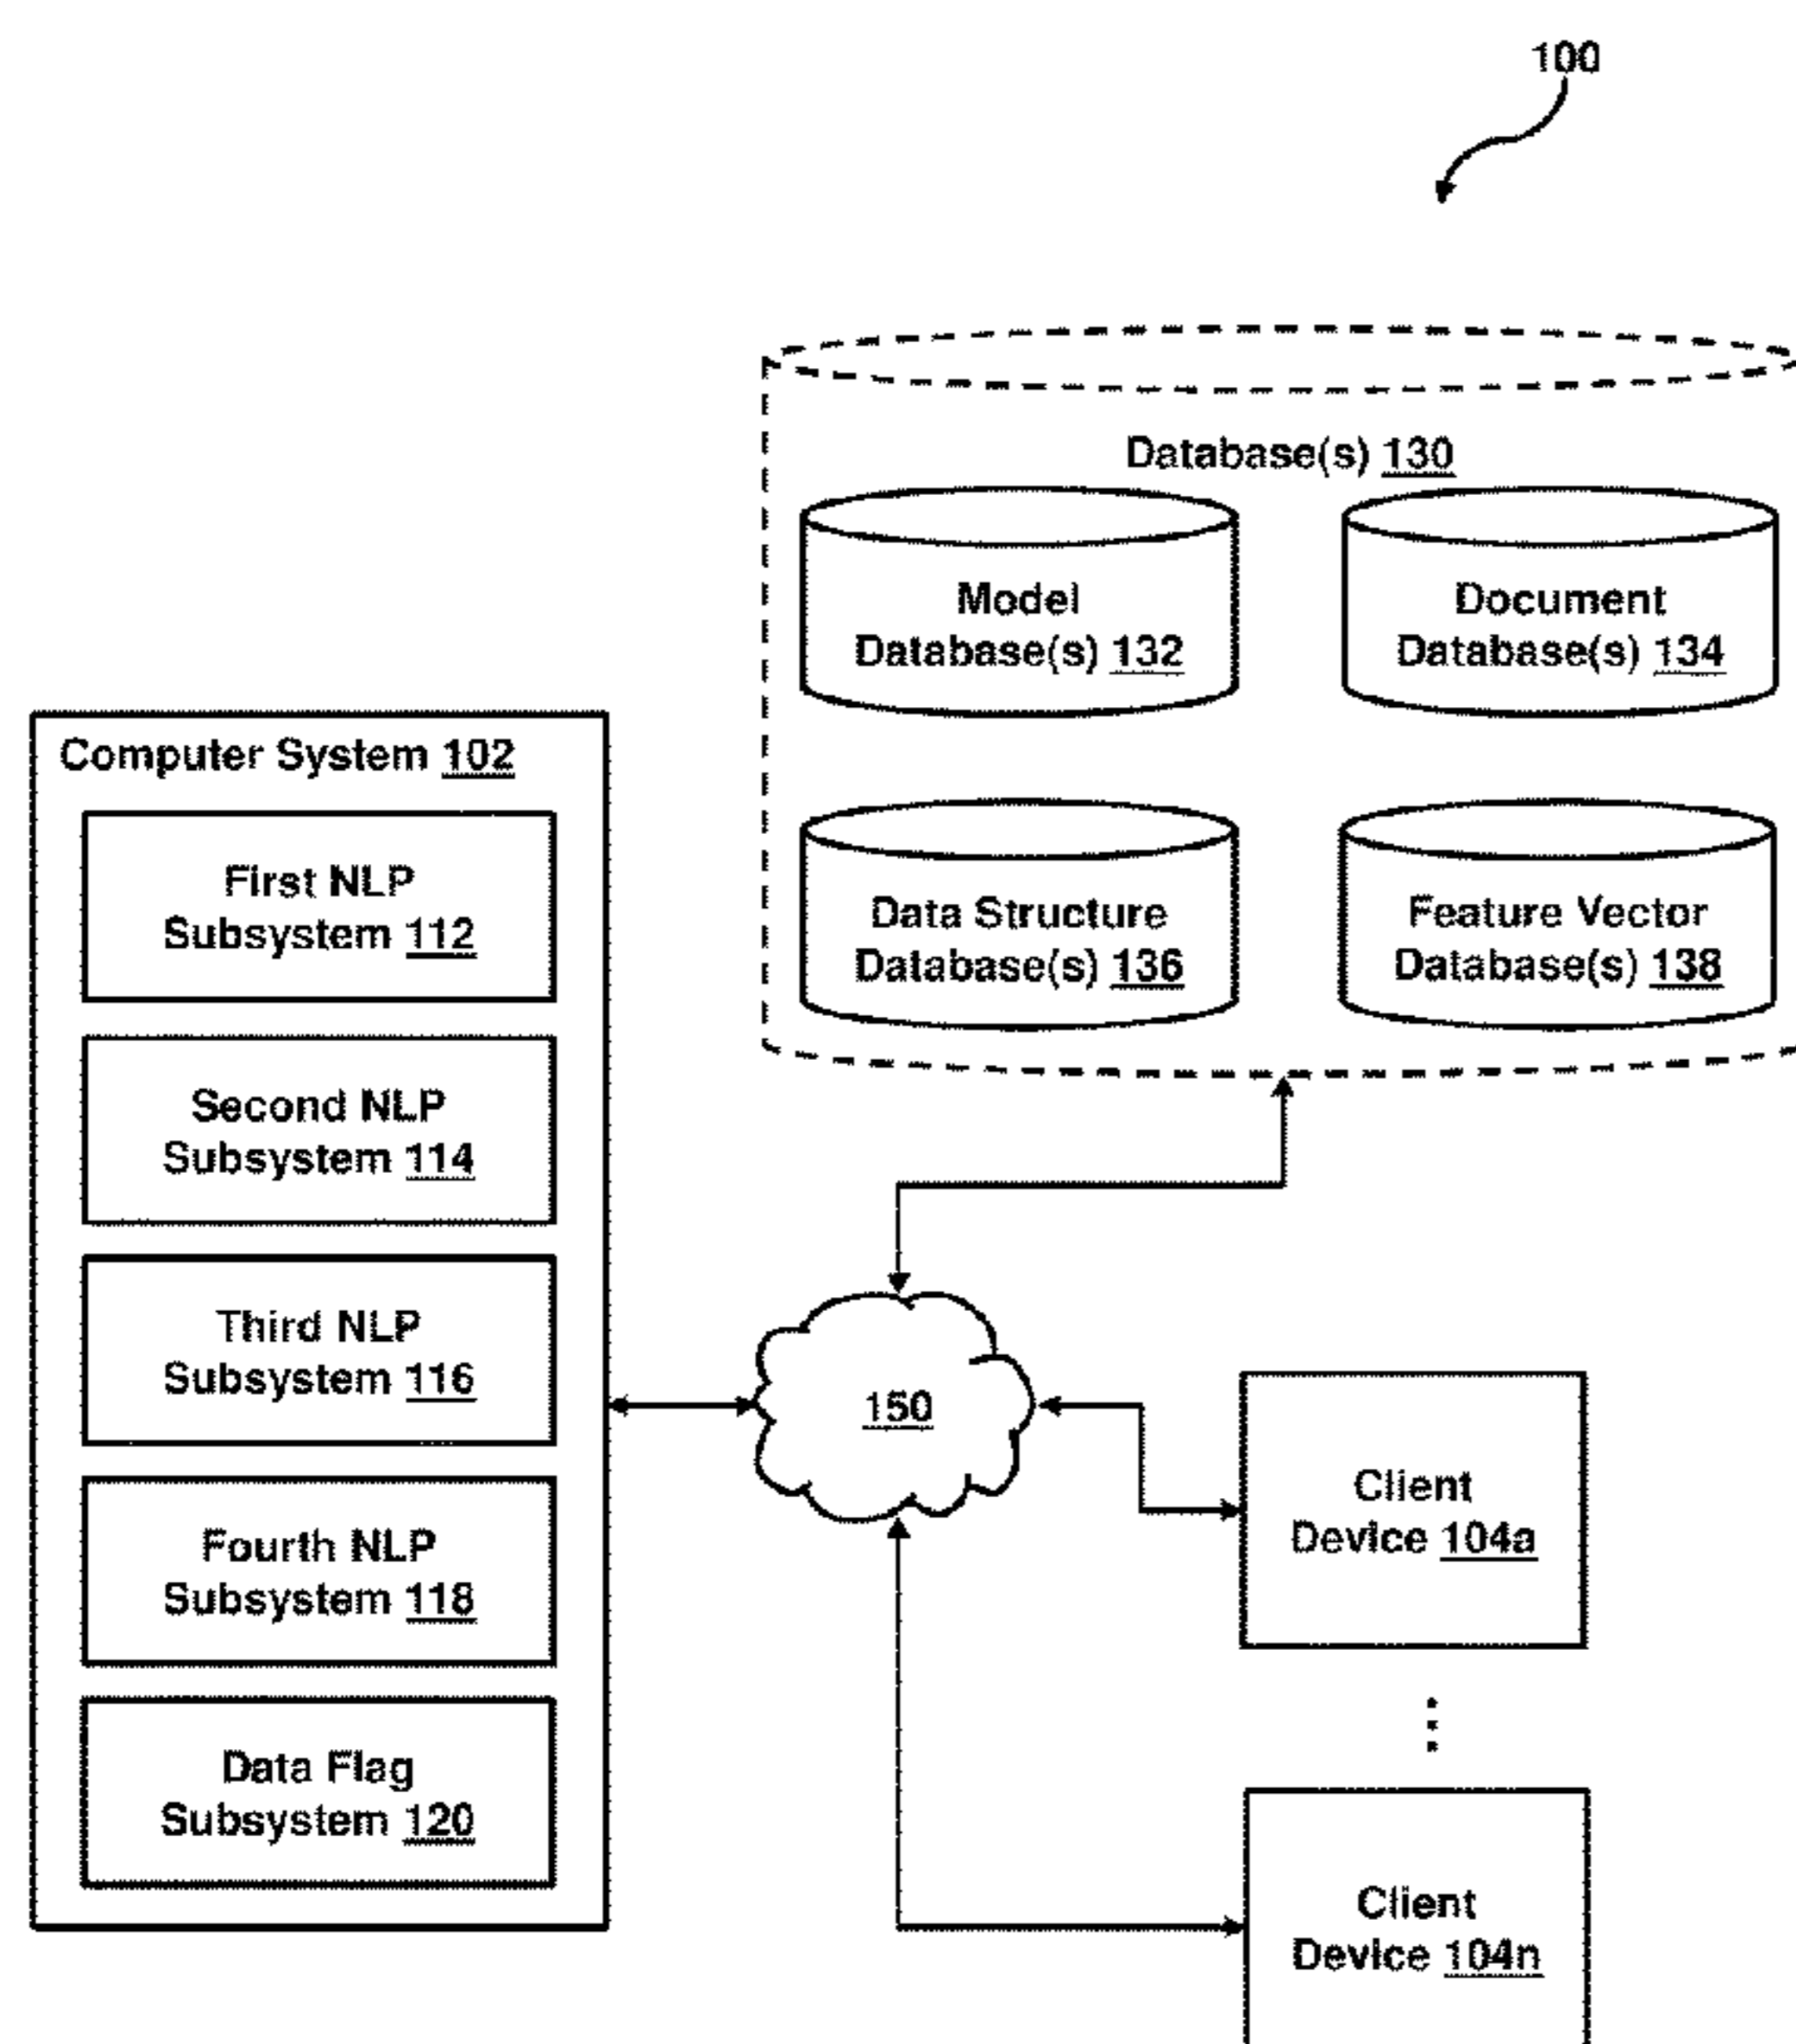 100
Database(s) 130
Model
Database(s) 132
Document
Database(s) 134
Data Structure
Database(s) 136
Feature Vector
Database(s) 138
Computer System 102
First NLP
Subsystem 112
Second NLP
Subsystem 114
Third NLP
Subsystem 116
Fourth NLP
Subsystem 118
Data Flag
Subsystem 120
150
Client
Device 104a
Client
Device 104n